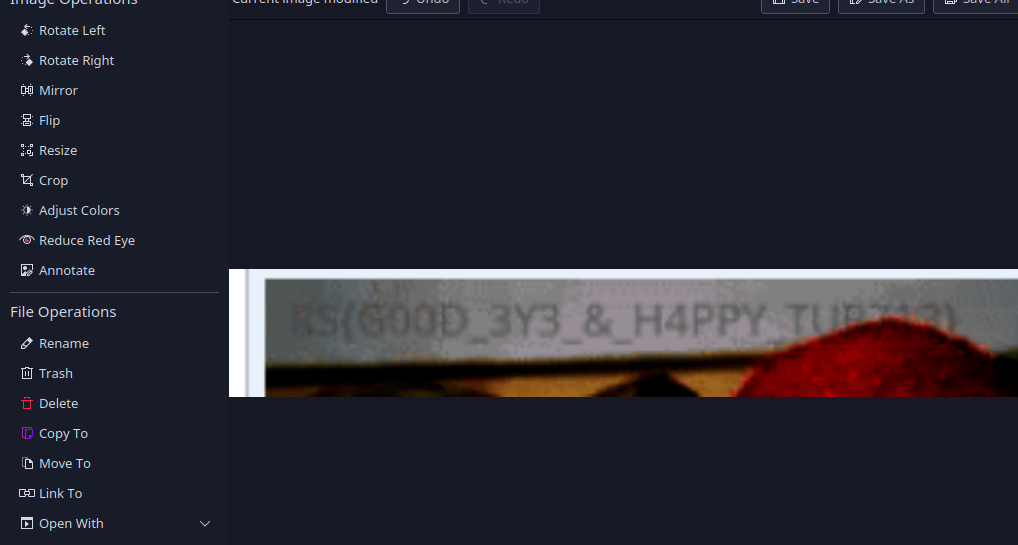 Image Operations
Current image modified
Undo
Redo
Save
Save As
Save All
Rotate Left
Rotate Right
Mirror
Flip
Resize
Crop
Adjust Colors
Reduce Red Eye
Annotate
File Operations
Rename
Trash
Delete
Copy To
Move To
Link To
Open With
RS{G00D_3Y3_&_H4PPY_